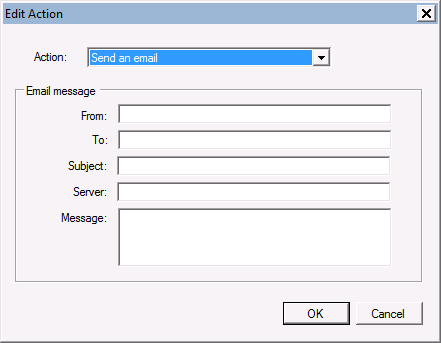 Edit Action
Action: Send an email
Email message
From:
To:
Subject:
Server:
Message:
OK Cancel